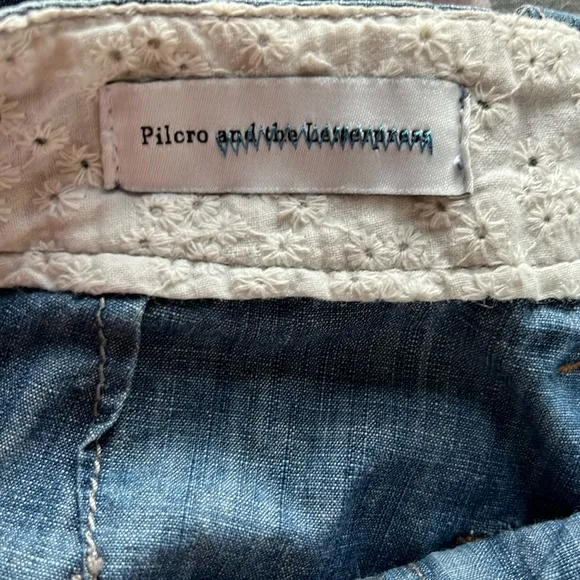 Pilcro and the Letterpress